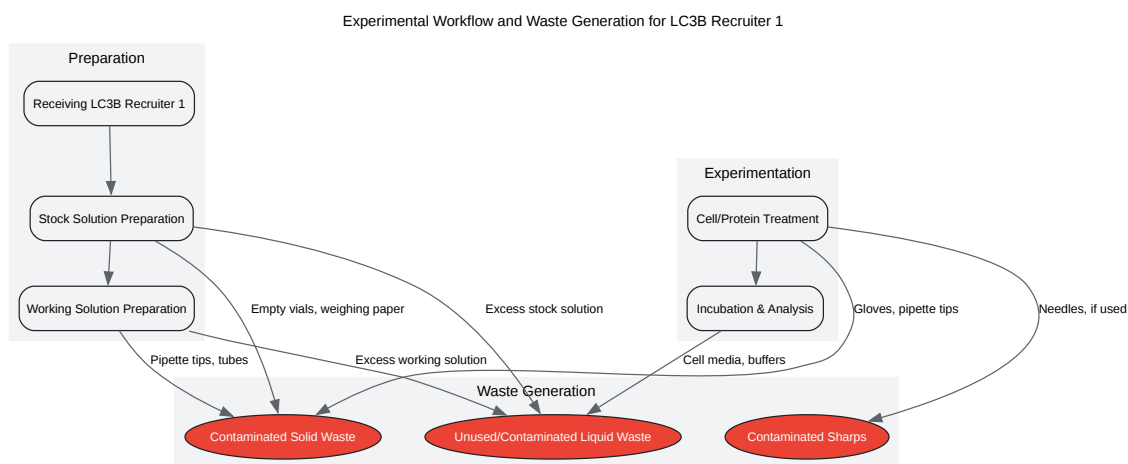 Experimental Workflow and Waste Generation for LC3B Recruiter 1
Preparation
Receiving LC3B Recruiter 1
Experimentation
Stock Solution Preparation
Cell/Protein Treatment
Working Solution Preparation
Empty vials, weighing paper
Excess stock solution
Incubation & Analysis
Gloves, pipette tips
Needles, if used
Pipette tips, tubes
Excess working solution
Cell media, buffers
Waste Generation
Contaminated Solid Waste
Unused/Contaminated Liquid Waste
Contaminated Sharps